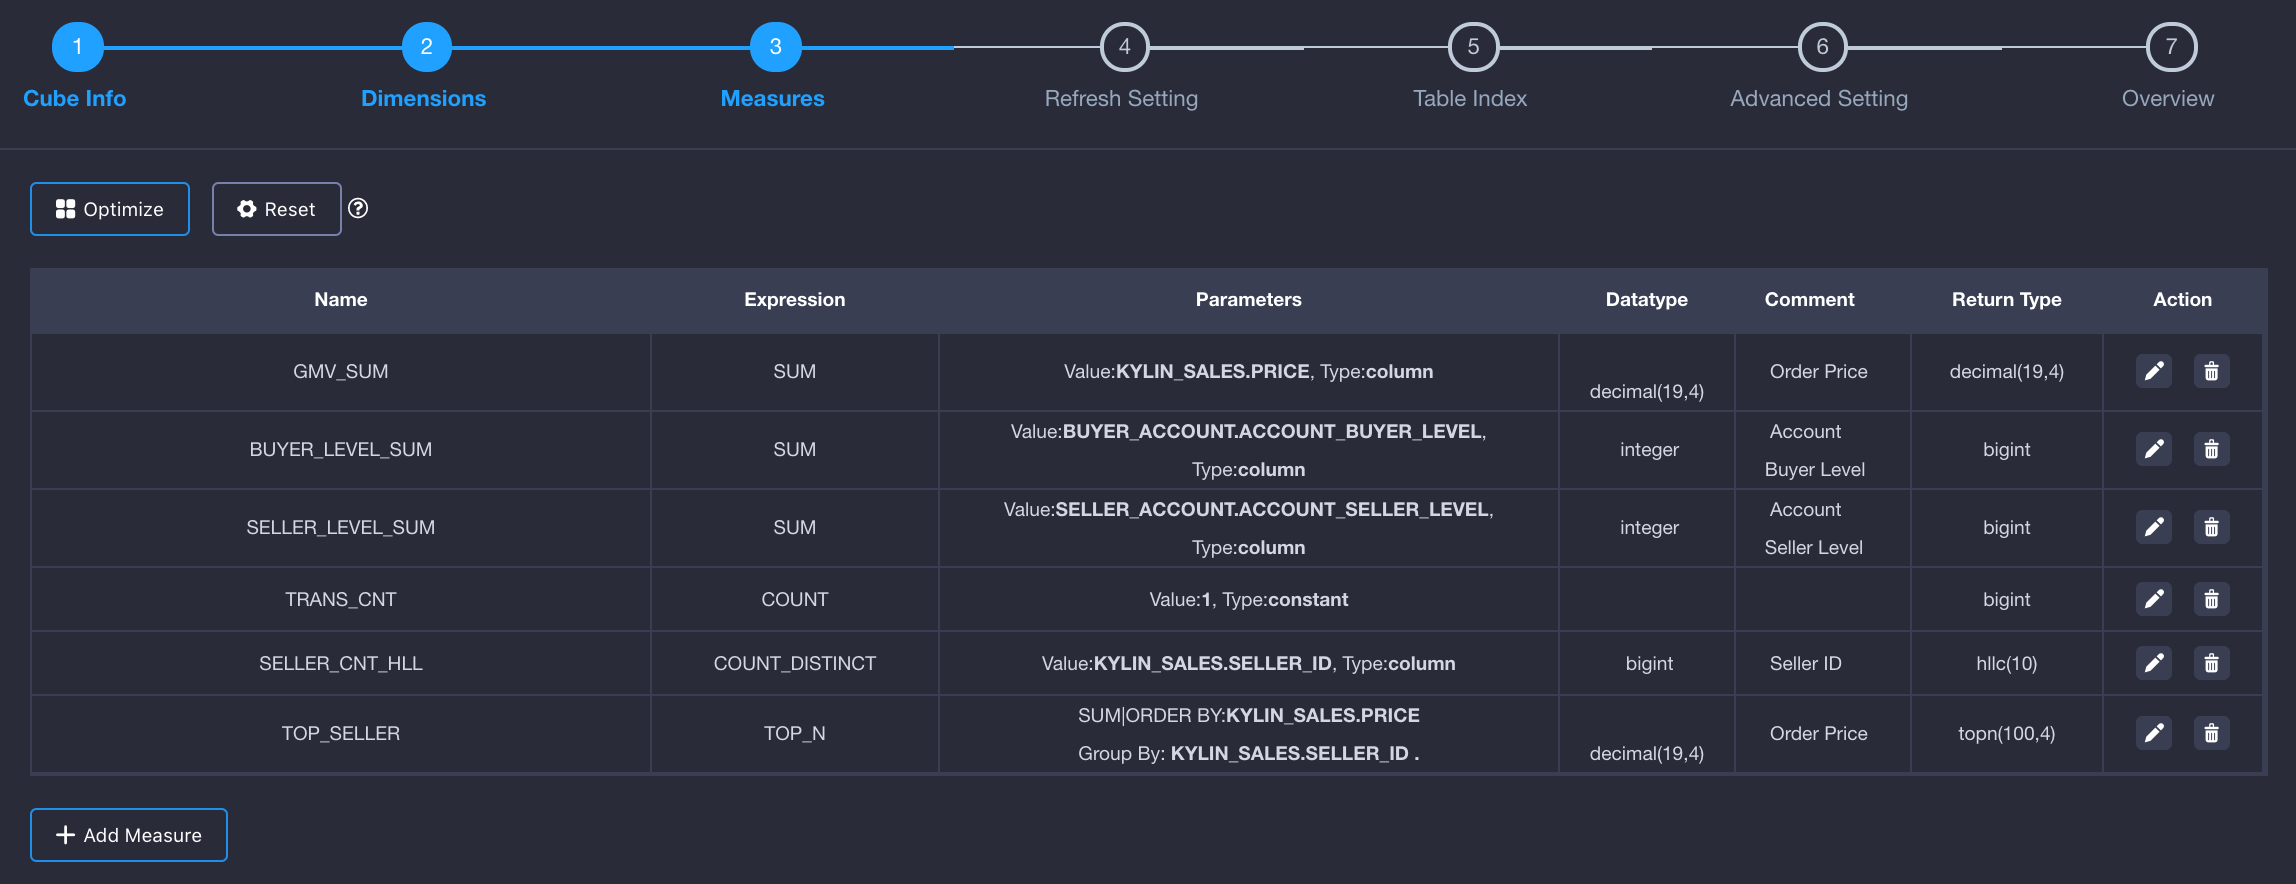 1 2 3 4 5 6 7
Cube Info Dimensions Measures Refresh Setting Table Index Advanced Setting Overview
Optimize Reset ?
Name Expression Parameters Datatype Comment Return Type Action
GMV_SUM SUM Value:KYLIN_SALES.PRICE, Type:column decimal(19,4) Order Price decimal(19,4)
BUYER_LEVEL_SUM SUM Value:BUYER_ACCOUNT.ACCOUNT_BUYER_LEVEL, integer Account bigint
Type:column Buyer Level
SELLER_LEVEL_SUM SUM Value:SELLER_ACCOUNT.ACCOUNT_SELLER_LEVEL, integer Account bigint
Type:column Seller Level
TRANS_CNT COUNT Value:1, Type:constant bigint
SELLER_CNT_HLL COUNT_DISTINCT Value:KYLIN_SALES.SELLER_ID, Type:column bigint Seller ID hllc(10)
TOP_SELLER TOP_N SUM|ORDER BY:KYLIN_SALES.PRICE Order Price topn(100,4)
Group By: KYLIN_SALES.SELLER_ID . decimal(19,4)
Add Measure